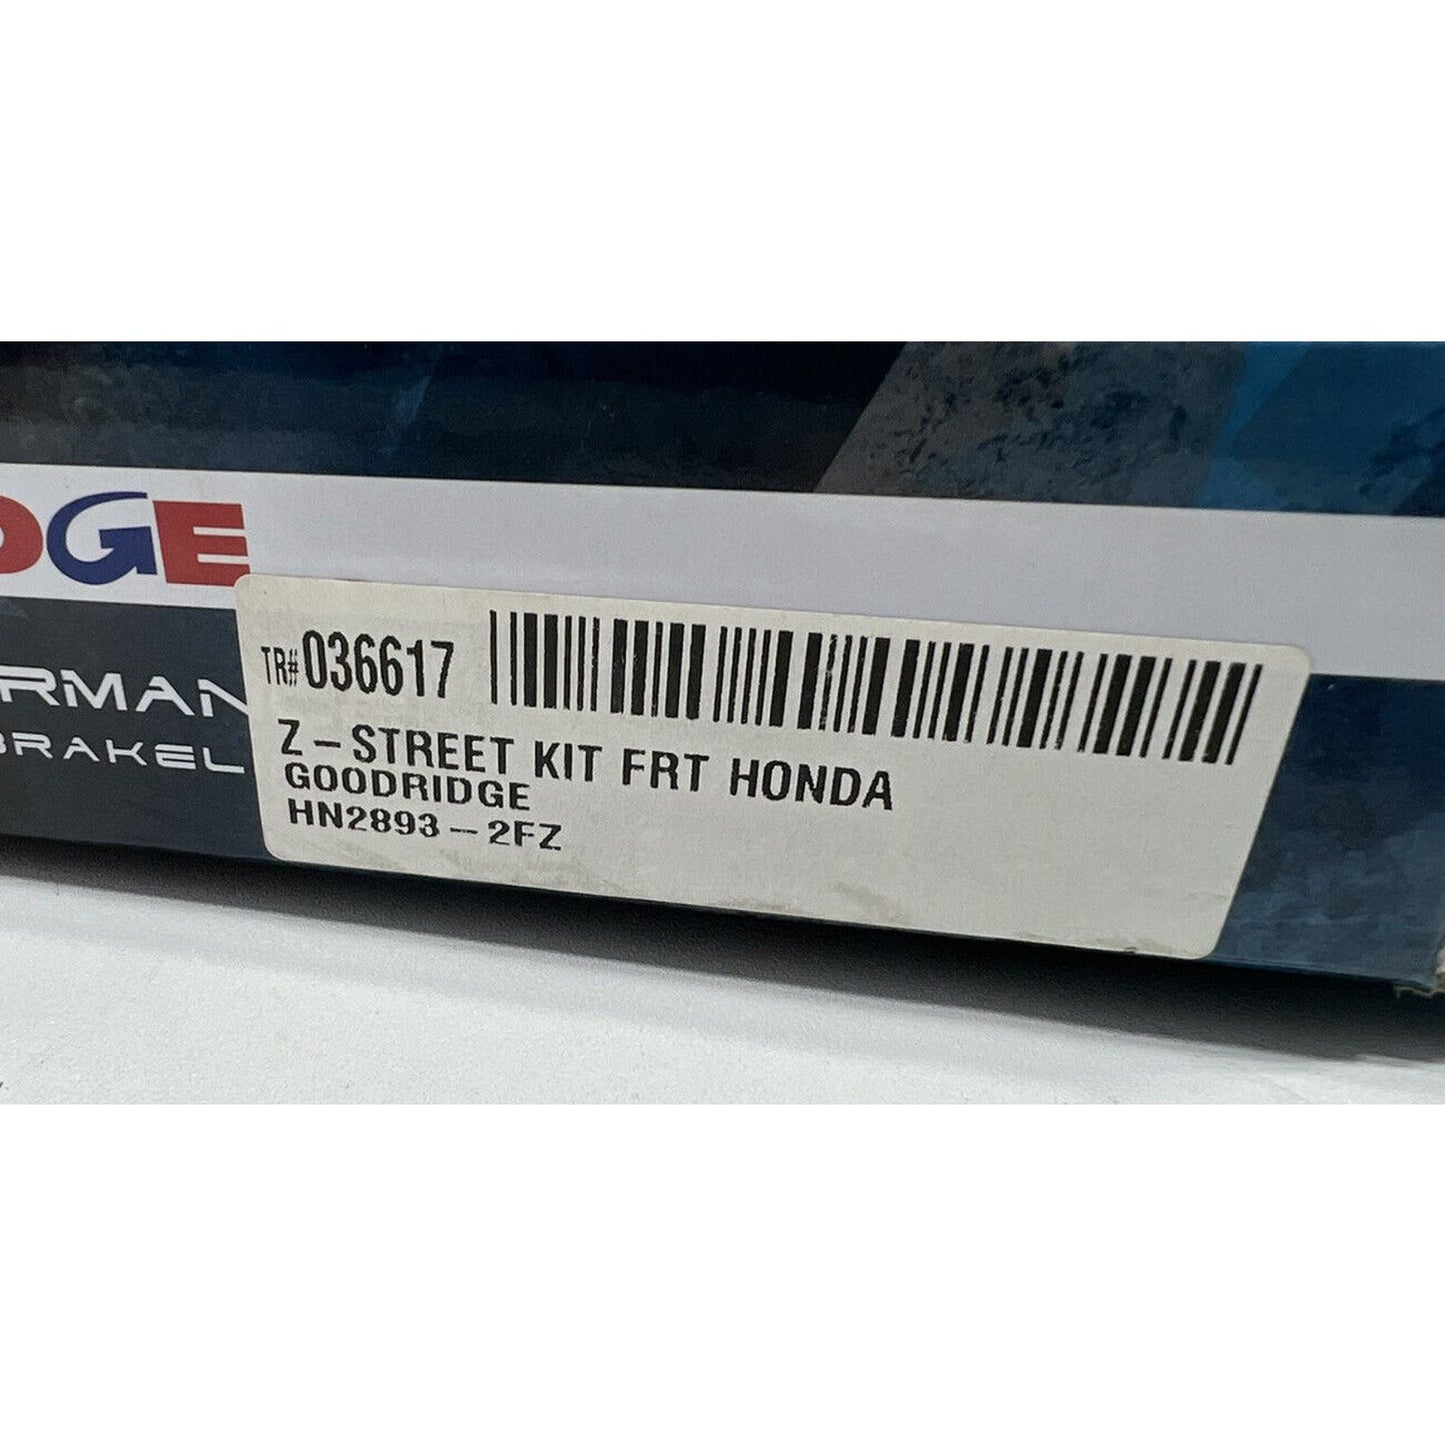 DGE
RMAN
BRAKEL
TR# 036617
Z-STREET KIT FRT HONDA
GOODRIDGE
HN2893-2FZ